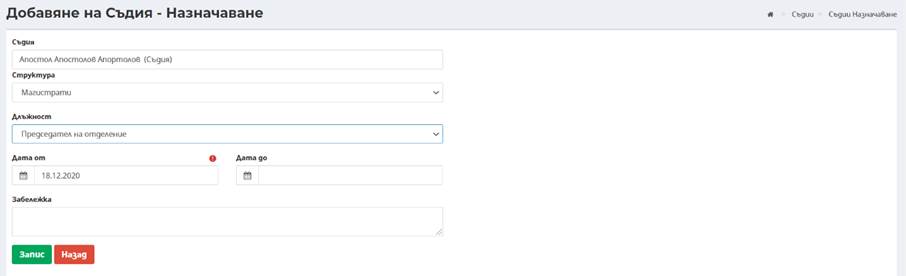 Добавяне на Съдия - Назначаване
Съдии
Съдии Назначаване
Съдия
Апостол Апостолов Апортолов (Съдия)
Структура
Магистрати
Длъжност
Председател на отделение
Дата от
Дата до
18.12.2020
Забележка
Запис
Назад